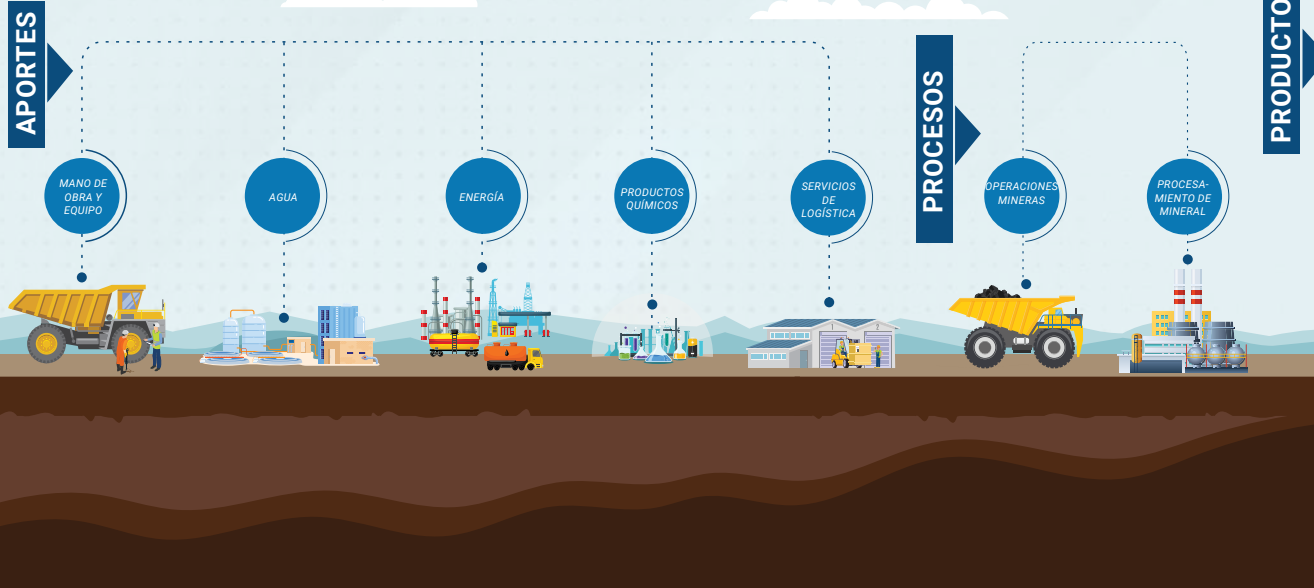 APORTES
MANO DE
OBRA Y
EQUIPO
AGUA
ENERGÍA
PRODUCTOS
QUÍMICOS
SERVICIOS
DE
LOGÍSTICA
PROCESOS
OPERACIONES
MINERAS
PROCESA-
MIENTO DE
MINERAL
PRODUCTO